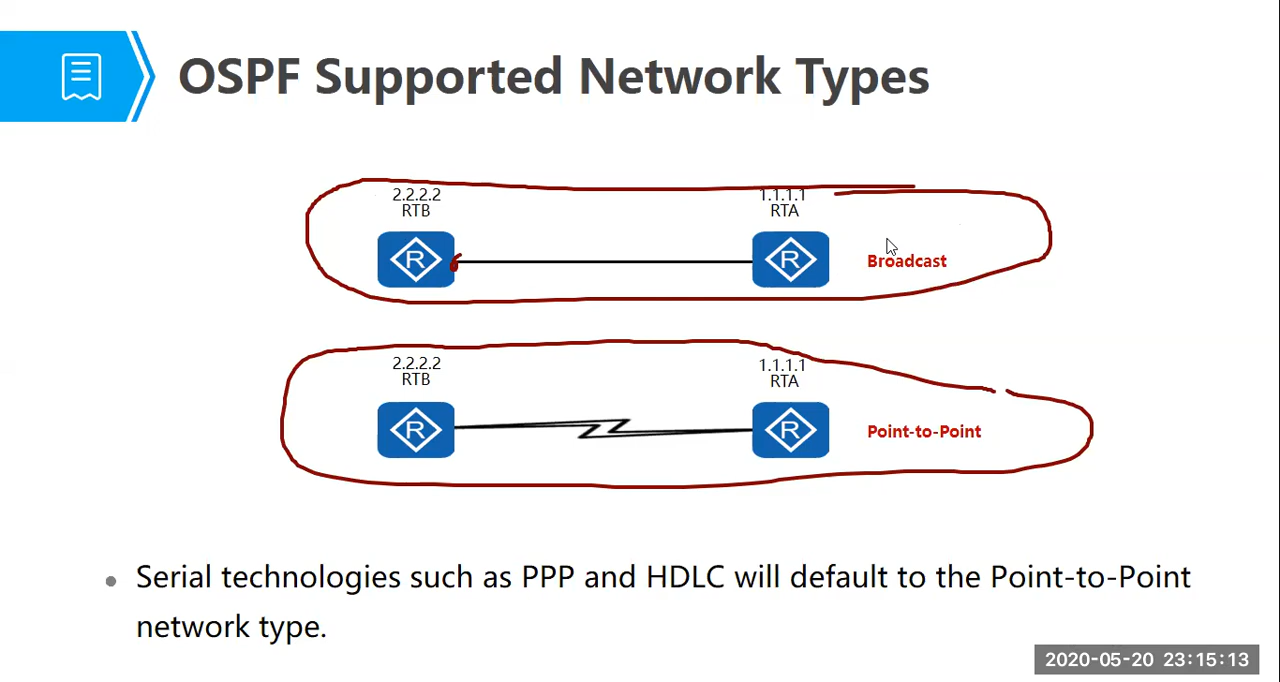 OSPF Supported Network Types
2.2.2.2
RTB
1.1.1.1
RTA
R
R
Broadcast
2.2.2.2
RTB
1.1.1.1
RTA
R
R
Point-to-Point
Serial technologies such as PPP and HDLC will default to the Point-to-Point
network type.
2020-05-20 23:15:13